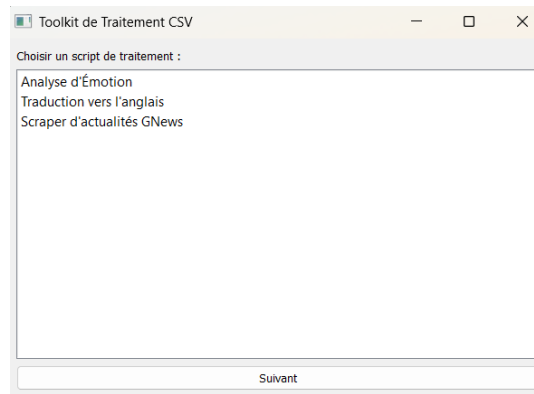 Toolkit de Traitement CSV
Choisir un script de traitement :
Analyse d'Émotion
Traduction vers l'anglais
Scraper d'actualités GNews
Suivant